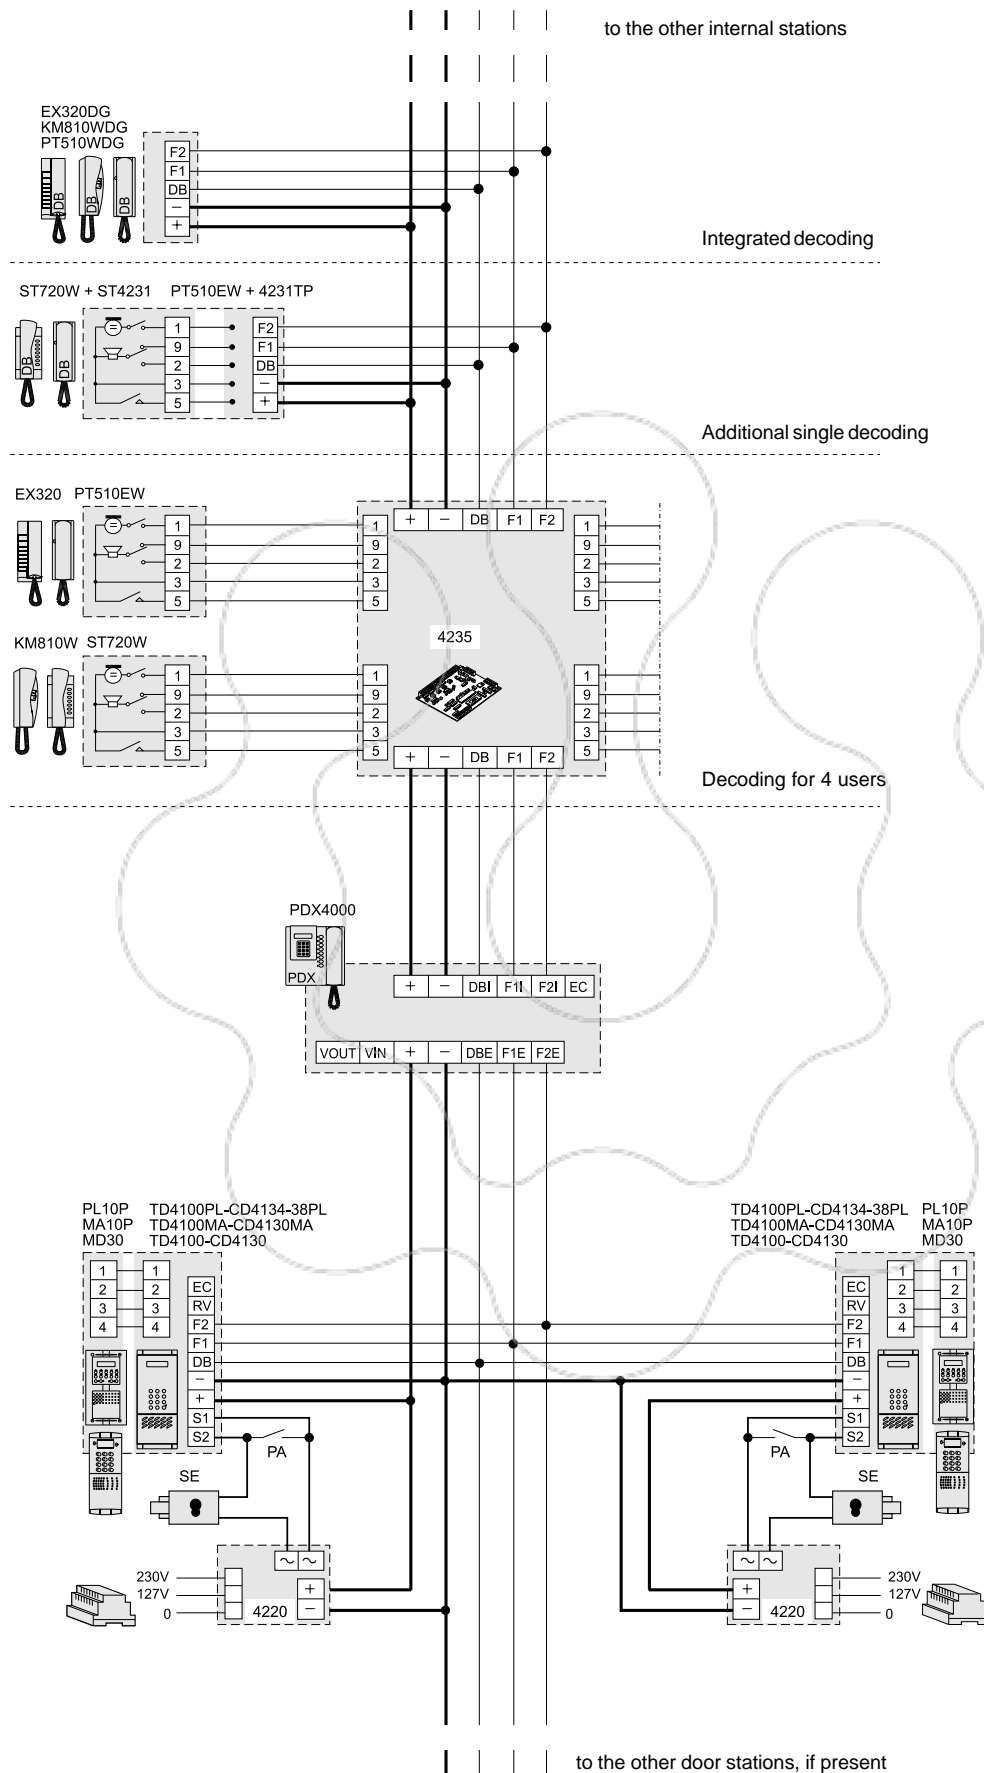 to the other internal stations
EX320DG
KM810WDG
PT510WDG
F2
F1
DB
−
+
DB
DB
DB
Integrated decoding
ST720W + ST4231 PT510EW + 4231TP
1 F2
9 F1
2 DB
3 −
5 +
DB
DB
Additional single decoding
EX320 PT510EW
1
9
2
3
5
+ − DB F1 F2
1
9
2
3
5
1
9
2
3
5
4235
KM810W ST720W
1
9
2
3
5
1
9
2
3
5
1
9
2
3
5
+ − DB F1 F2
Decoding for 4 users
PDX4000
PDX
+ − DBI F1I F2I EC
VOUT VIN + − DBE F1E F2E
PL10P TD4100PL-CD4134-38PL
MA10P TD4100MA-CD4130MA
MD30 TD4100-CD4130
1 1
2 2
3 3
4 4
EC
RV
F2
F1
DB
−
+
S1
S2
PA
SE
~ ~
230V
127V
0
4220
+
−
TD4100PL-CD4134-38PL PL10P
TD4100MA-CD4130MA MA10P
TD4100-CD4130 MD30
1 1
2 2
3 3
4 4
EC
RV
F2
F1
DB
−
+
S1
S2
PA
SE
~ ~
+
−
4220
230V
127V
0
to the other door stations, if present